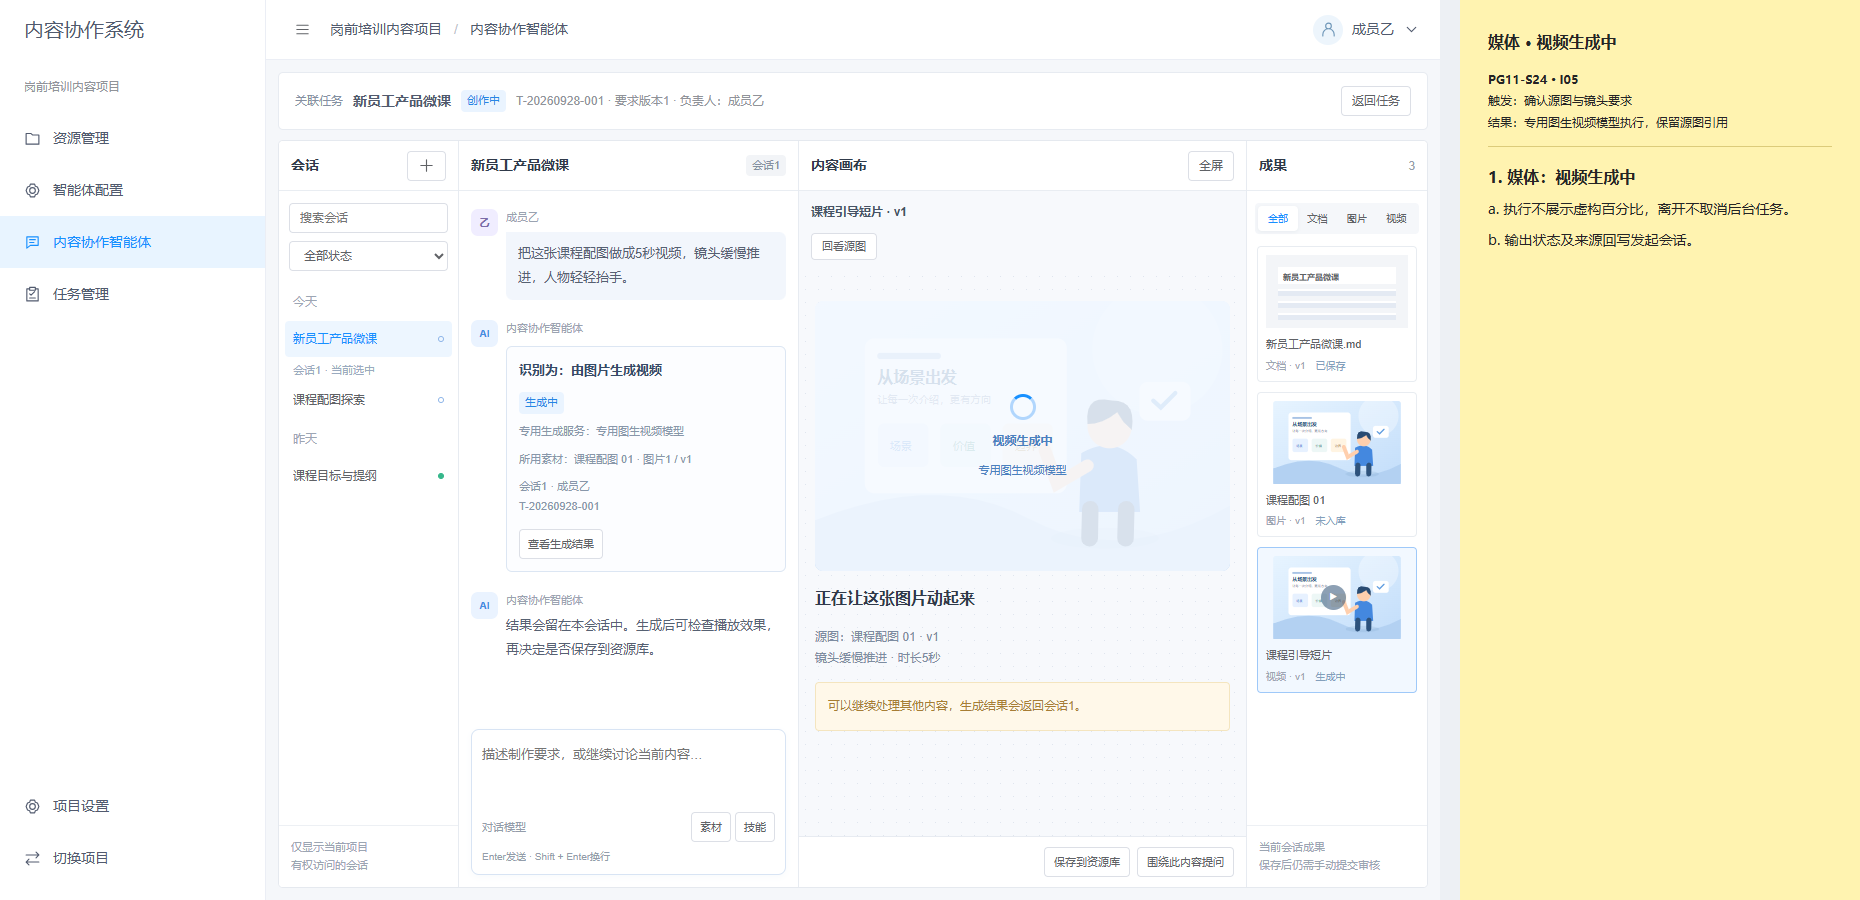 内容协作系统
岗前培训内容项目
资源管理
智能体配置
内容协作智能体
任务管理
项目设置
切换项目
岗前培训内容项目 / 内容协作智能体
成员乙
关联任务 新员工产品微课 创作中 T-20260928-001 · 要求版本1 · 负责人：成员乙
返回任务
会话
搜索会话
全部状态
今天
新员工产品微课
会话1 · 当前选中
课程配图探索
昨天
课程目标与提纲
仅显示当前项目
有权访问的会话
新员工产品微课 会话1
乙 成员乙
把这张课程配图做成5秒视频，镜头缓慢推
进，人物轻轻抬手。
AI 内容协作智能体
识别为：由图片生成视频
生成中
专用生成服务：专用图生视频模型
所用素材：课程配图 01 · 图片1 / v1
会话1 · 成员乙
T-20260928-001
查看生成结果
AI 内容协作智能体
结果会留在本会话中。生成后可检查播放效果，
再决定是否保存到资源库。
描述制作要求，或继续讨论当前内容...
对话模型 素材 技能
Enter发送 · Shift + Enter换行
内容画布 全屏
课程引导短片 · v1
回看源图
从场景出发
让每一次介绍，更有方向
场景 价值
视频生成中
专用图生视频模型
正在让这张图片动起来
源图：课程配图 01 · v1
镜头缓慢推进 · 时长5秒
可以继续处理其他内容，生成结果会返回会话1。
保存到资源库 围绕此内容提问
成果 3
全部 文档 图片 视频
新员工产品微课
新员工产品微课.md
文档 · v1 已保存
从场景出发
课程配图 01
图片 · v1 未入库
从场景出发
课程引导短片
视频 · v1 生成中
当前会话成果
保存后仍需手动提交审核
媒体 • 视频生成中
PG11-S24 • I05
触发：确认源图与镜头要求
结果：专用图生视频模型执行，保留源图引用
1. 媒体：视频生成中
a. 执行不展示虚构百分比，离开不取消后台任务。
b. 输出状态及来源回写发起会话。